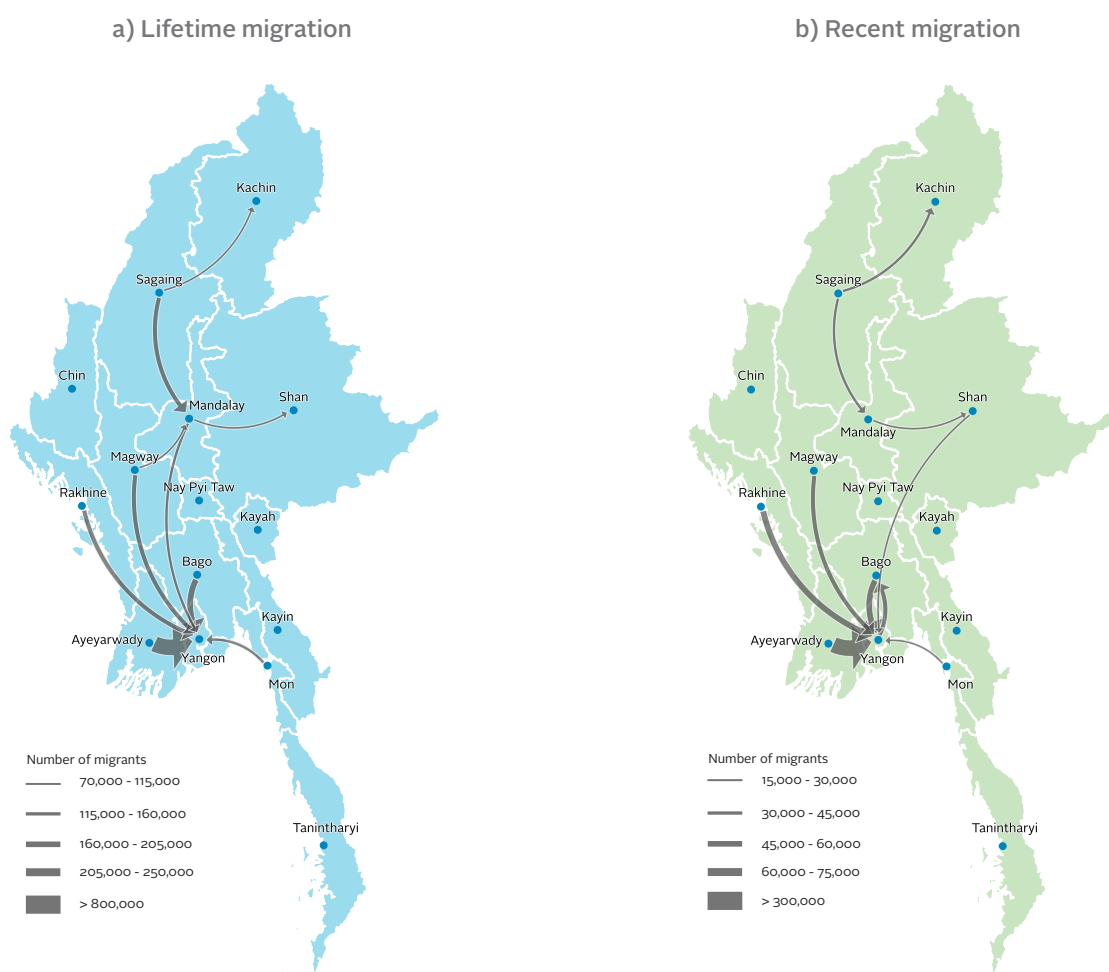 a) Lifetime migration
Kachin
Sagaing
Chin
Mandalay
Shan
Magway
Rakhine
Nay Pyi Taw
Kayah
Bago
Kayin
Ayeyarwady
Yangon
Mon
Tanintharyi
Number of migrants
70,000 - 115,000
115,000 - 160,000
160,000 - 205,000
205,000 - 250,000
> 800,000
b) Recent migration
Kachin
Sagaing
Chin
Shan
Mandalay
Magway
Rakhine
Nay Pyi Taw
Kayah
Bago
Kayin
Ayeyarwady
Yangon
Mon
Tanintharyi
Number of migrants
15,000 - 30,000
30,000 - 45,000
45,000 - 60,000
60,000 - 75,000
> 300,000